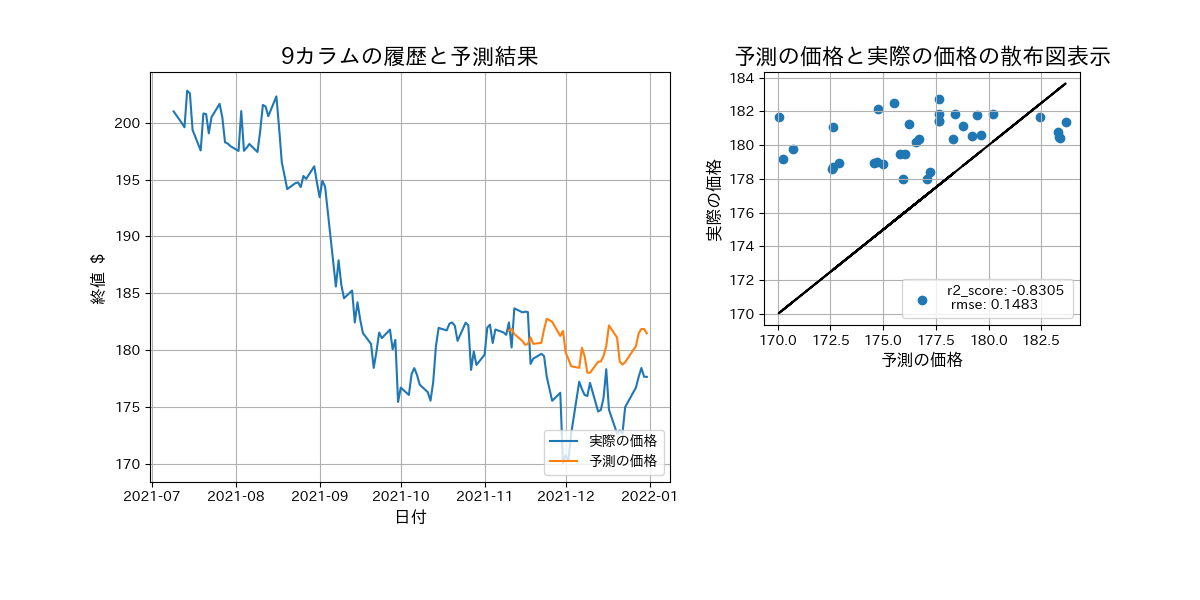 9カラムの履歴と予測結果
終値 $
200
195
190
185
180
175
170
2021-07 2021-08 2021-09 2021-10 2021-11 2021-12 2022-01
日付
実際の価格
予測の価格
予測の価格と実際の価格の散布図表示
実際の価格
184
182
180
178
176
174
172
170
170.0 172.5 175.0 177.5 180.0 182.5
予測の価格
r2_score: -0.8305
rmse: 0.1483